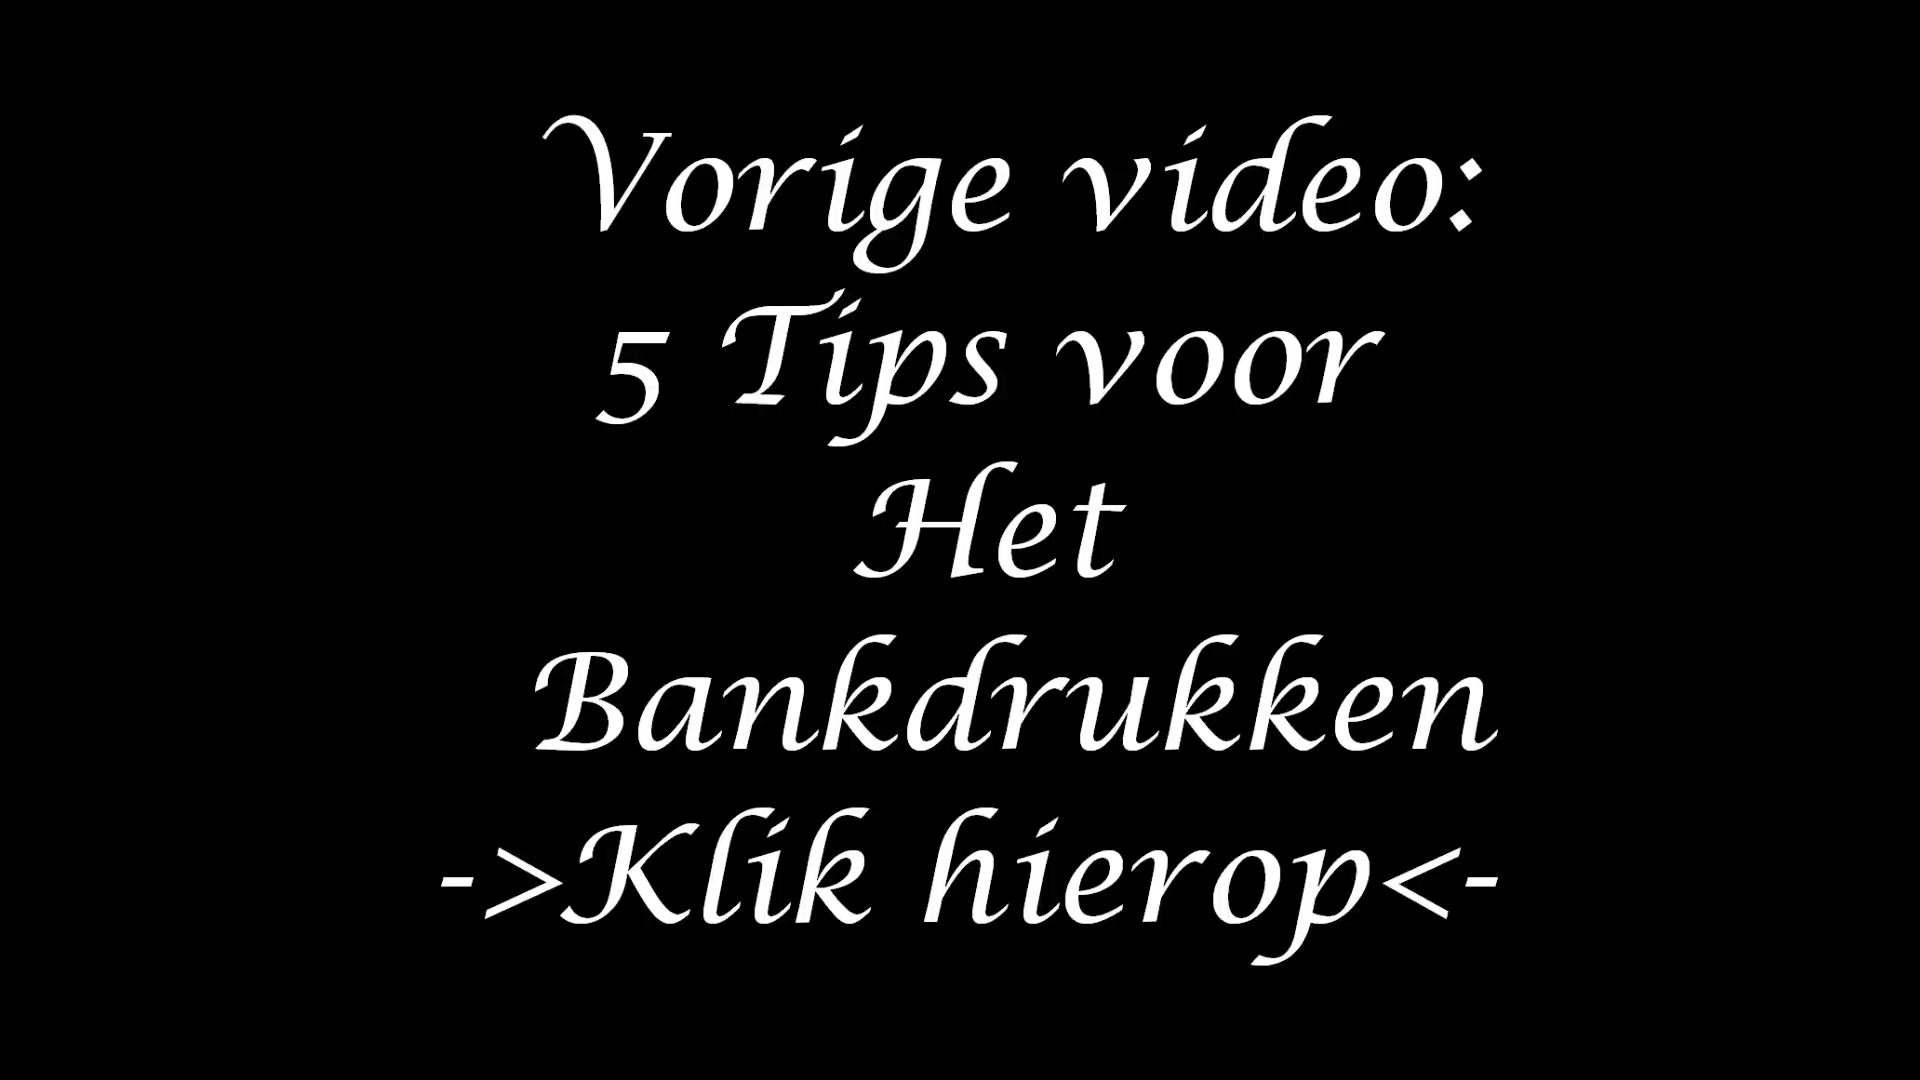 Vorige video:
5 Tips voor
Het
Bankdrukken
->Klik hierop<-